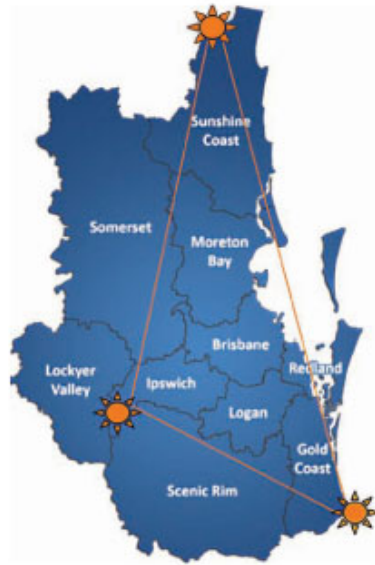 Sunshine
Coast
Somerset
Moreton
Bay
Brisbane
Redland
Lockyer
Valley
Ipswich
Logan
Gold
Coast
Scenic Rim